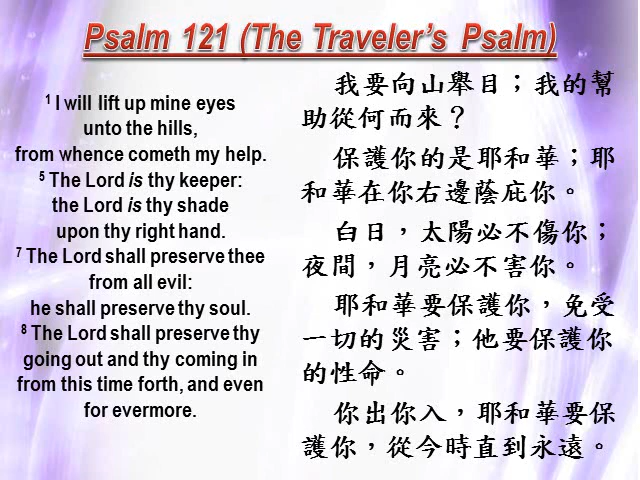 Psalm 121 (The Traveler's Psalm)
1 I will lift up mine eyes
unto the hills,
from whence cometh my help.
5 The Lord is thy keeper:
the Lord is thy shade
upon thy right hand.
7 The Lord shall preserve thee
from all evil:
he shall preserve thy soul.
8 The Lord shall preserve thy
going out and thy coming in
from this time forth, and even
for evermore.
我要向山舉目；我的幫
助從何而來？
保護你的是耶和華；耶
和華在你右邊蔭庇你。
白日，太陽必不傷你；
夜間，月亮必不害你。
耶和華要保護你，免受
一切的災害；他要保護你
的性命。
你出你入，耶和華要保
護你，從今時直到永遠。